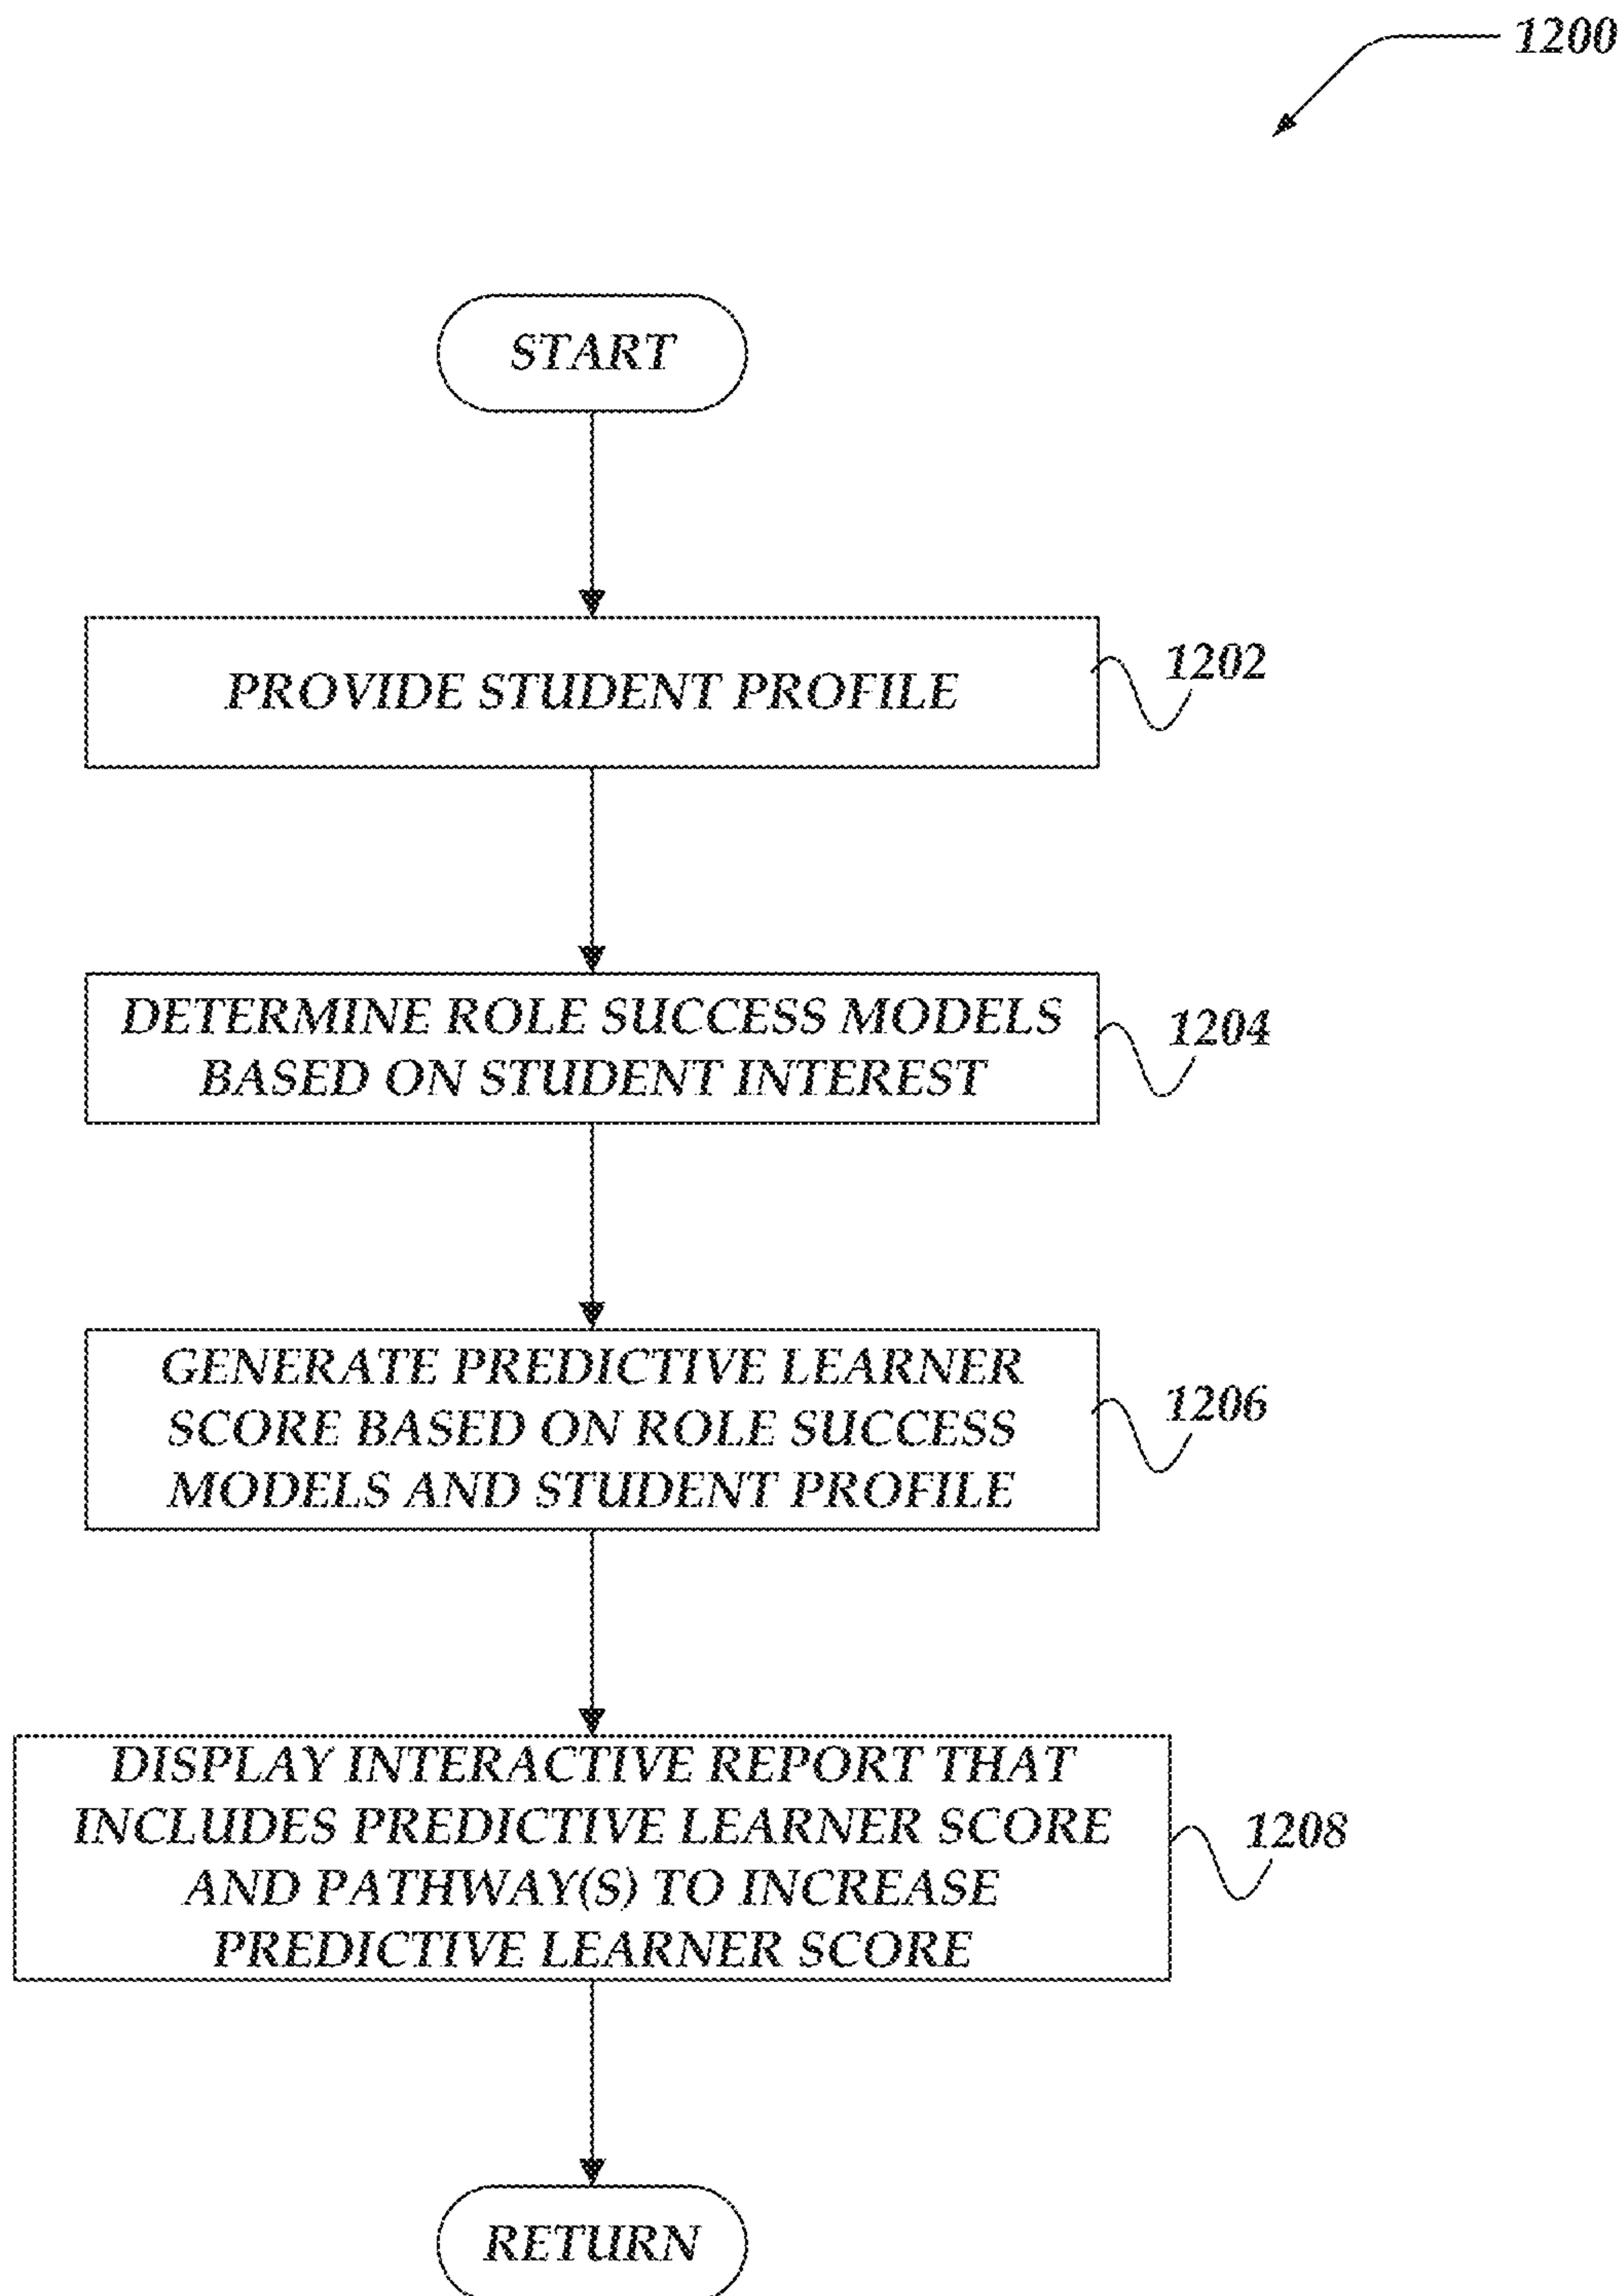 1200
START
PROVIDE STUDENT PROFILE
1202
DETERMINE ROLE SUCCESS MODELS
BASED ON STUDENT INTEREST
1204
GENERATE PREDICTIVE LEARNER
SCORE BASED ON ROLE SUCCESS
MODELS AND STUDENT PROFILE
1206
DISPLAY INTERACTIVE REPORT THAT
INCLUDES PREDICTIVE LEARNER SCORE
AND PATHWAY(S) TO INCREASE
PREDICTIVE LEARNER SCORE
1208
RETURN